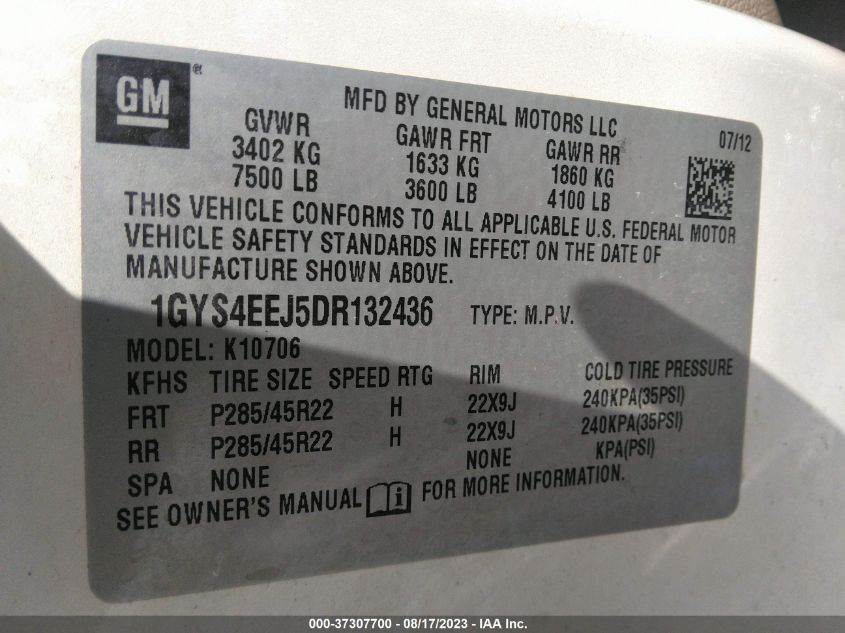 GM®
MFD BY GENERAL MOTORS LLC
07/12
GVWR GAWR FRT GAWR RR
3402 KG 1633 KG 1860 KG
7500 LB 3600 LB 4100 LB
THIS VEHICLE CONFORMS TO ALL APPLICABLE U.S. FEDERAL MOTOR
VEHICLE SAFETY STANDARDS IN EFFECT ON THE DATE OF
MANUFACTURE SHOWN ABOVE.
1GYS4EEJ5DR132436 TYPE: M.P.V.
MODEL: K10706
KFHS TIRE SIZE SPEED RTG RIM COLD TIRE PRESSURE
FRT P285/45R22 H 22X9J 240KPA(35PSI)
RR P285/45R22 H 22X9J 240KPA(35PSI)
SPA NONE NONE KPA(PSI)
SEE OWNER'S MANUAL i FOR MORE INFORMATION.
000-37307700 - 08/17/2023 - IAA Inc.